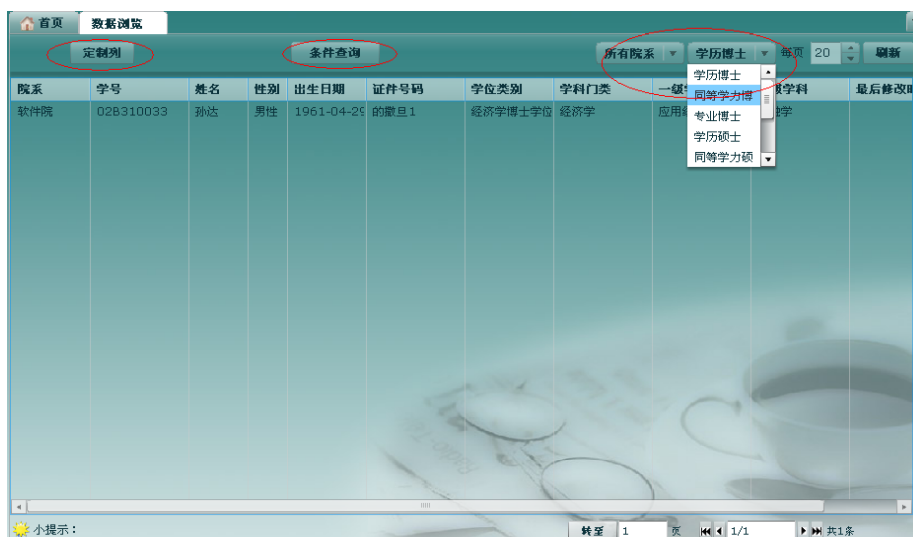 首页 数据浏览
定制列 条件查询 所有院系 学历博士 每页 20 刷新
院系 学号 姓名 性别 出生日期 证件号码 学位类别 学科门类 一级 学科 最后修改时
软件院 02B310033 孙达 男性 1961-04-29 的撒旦1 经济学博士学位 经济学 应用
学历博士
同等学力博
专业博士
学历硕士
同等学力硕
小提示： 转至 1 页 1/1 共1条